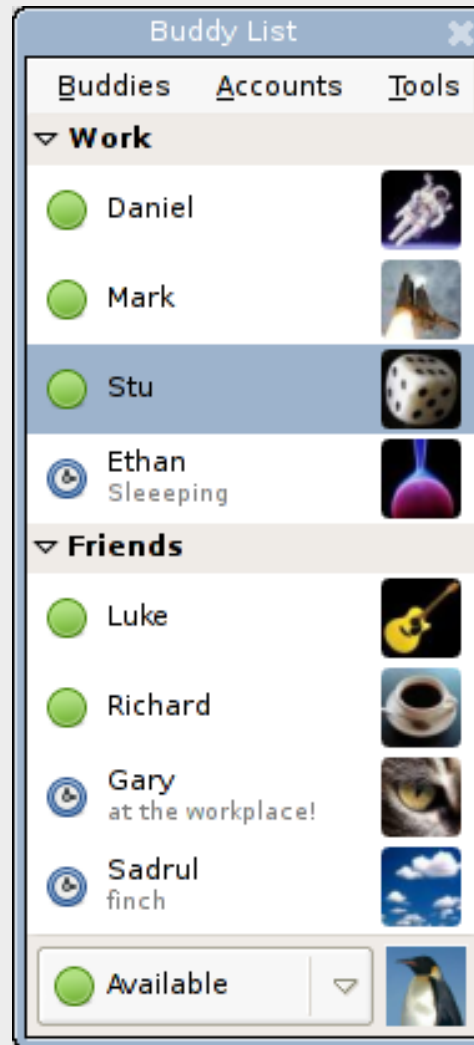 Buddy List
Buddies Accounts Tools
Work
Daniel
Mark
Stu
Ethan
Sleeeping
Friends
Luke
Richard
Gary
at the workplace!
Sadrul
finch
Available